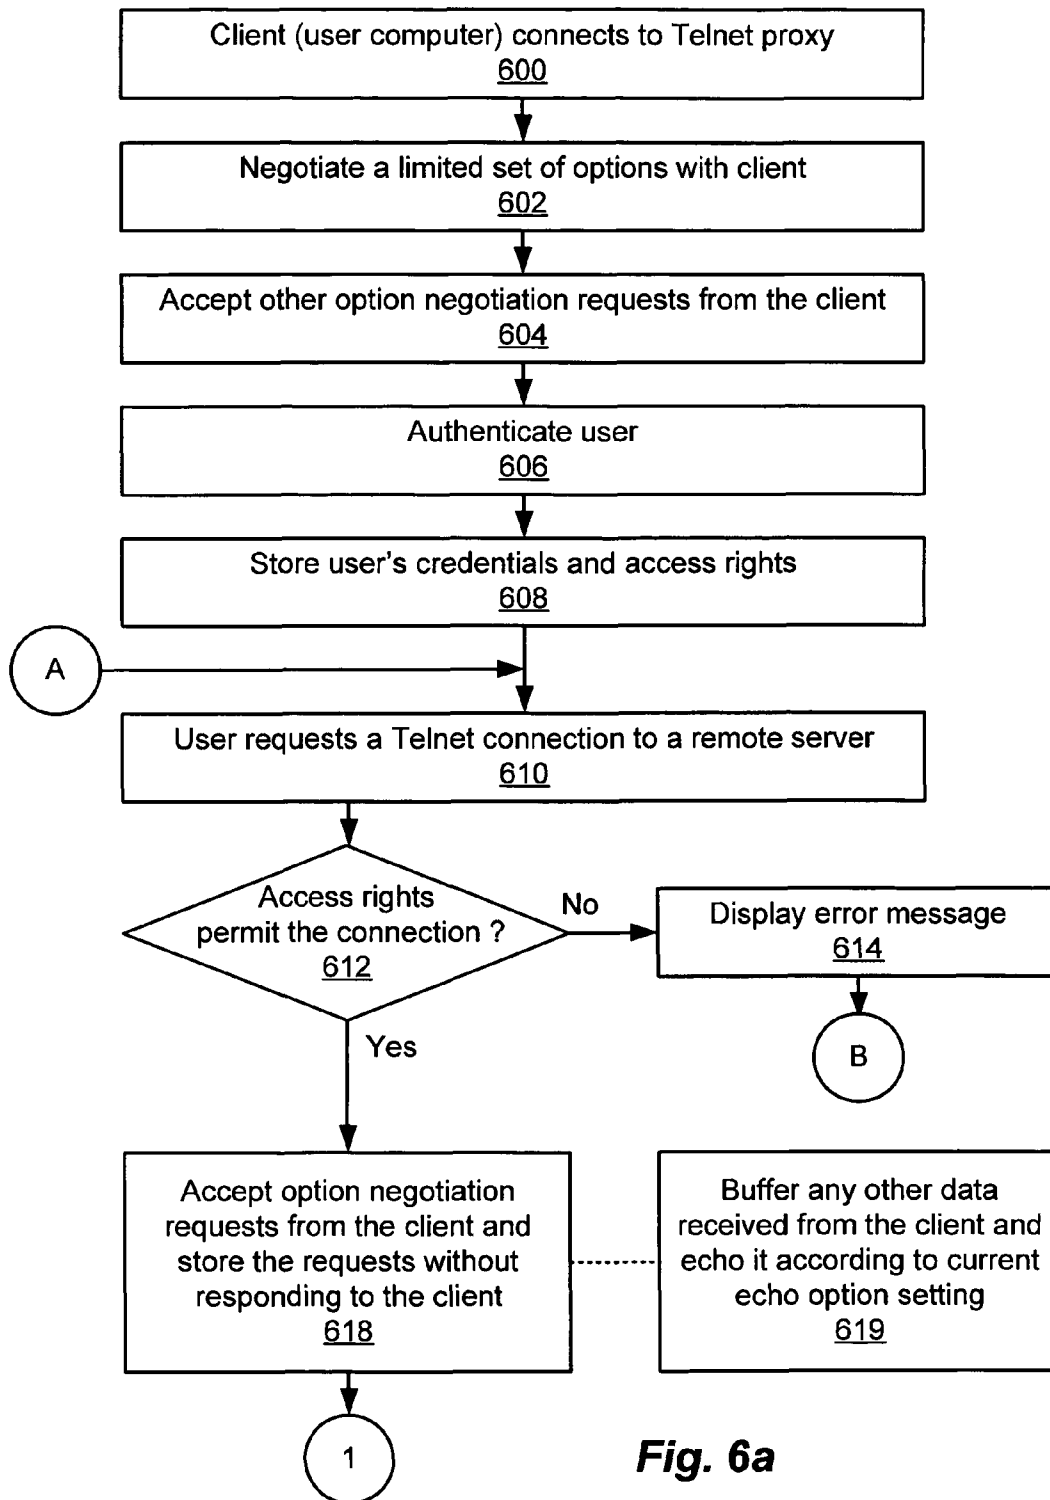 Client (user computer) connects to Telnet proxy
600
Negotiate a limited set of options with client
602
Accept other option negotiation requests from the client
604
Authenticate user
606
Store user's credentials and access rights
608
A
User requests a Telnet connection to a remote server
610
Access rights
permit the connection ?
612
No
Display error message
614
B
Yes
Accept option negotiation
requests from the client and
store the requests without
responding to the client
618
Buffer any other data
received from the client and
echo it according to current
echo option setting
619
1
Fig. 6a